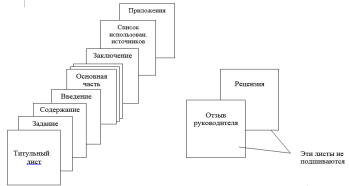 Приложения
Список
использован.
источников
Заключение
Основная
часть
Введение
Содержание
Задание
Титульный
лист
Рецензия
Отзыв
руководителя
Эти листы не
подшиваются